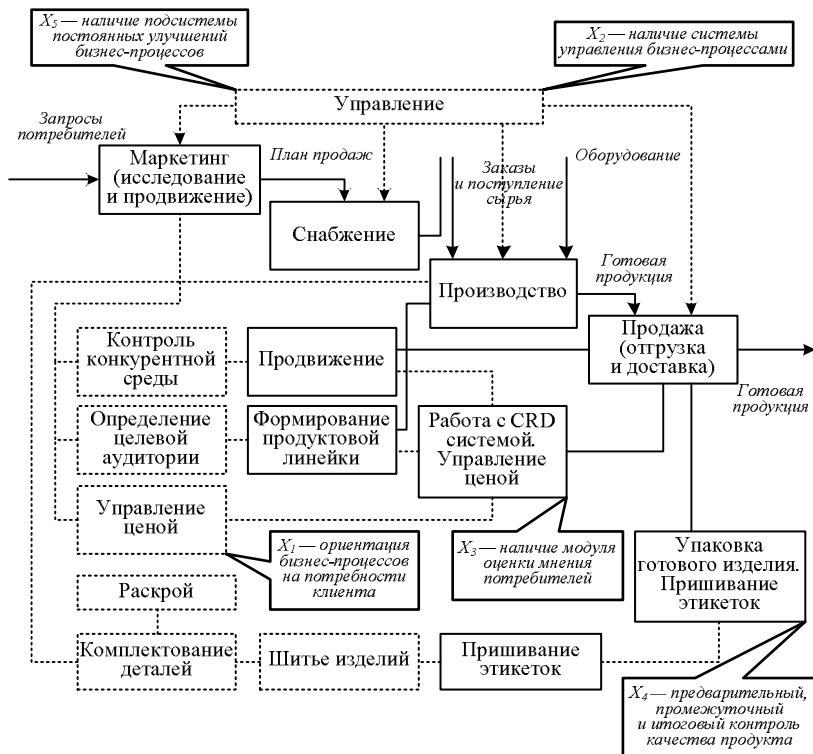 X₅ — наличие подсистемы
постоянных улучшений
бизнес-процессов
X₂ — наличие системы
управления бизнес-процессами
Управление
Запросы
потребителей
Маркетинг
(исследование
и продвижение)
План продаж
Заказы
и поступление
сырья
Оборудование
Снабжение
Производство
Готовая
продукция
Продажа
(отгрузка
и доставка)
Готовая
продукция
Контроль
конкурентной
среды
Продвижение
Определение
целевой
аудитории
Формирование
продуктовой
линейки
Работа с CRD
системой.
Управление
ценой
Управление
ценой
X₁ — ориентация
бизнес-процессов
на потребности
клиента
X₃ — наличие модуля
оценки мнения
потребителей
Упаковка
готового изделия.
Пришивание
этикеток
Раскрой
Комплектование
деталей
Шитье изделий
Пришивание
этикеток
X₄ — предварительный,
промежуточный
и итоговый контроль
качества продукта